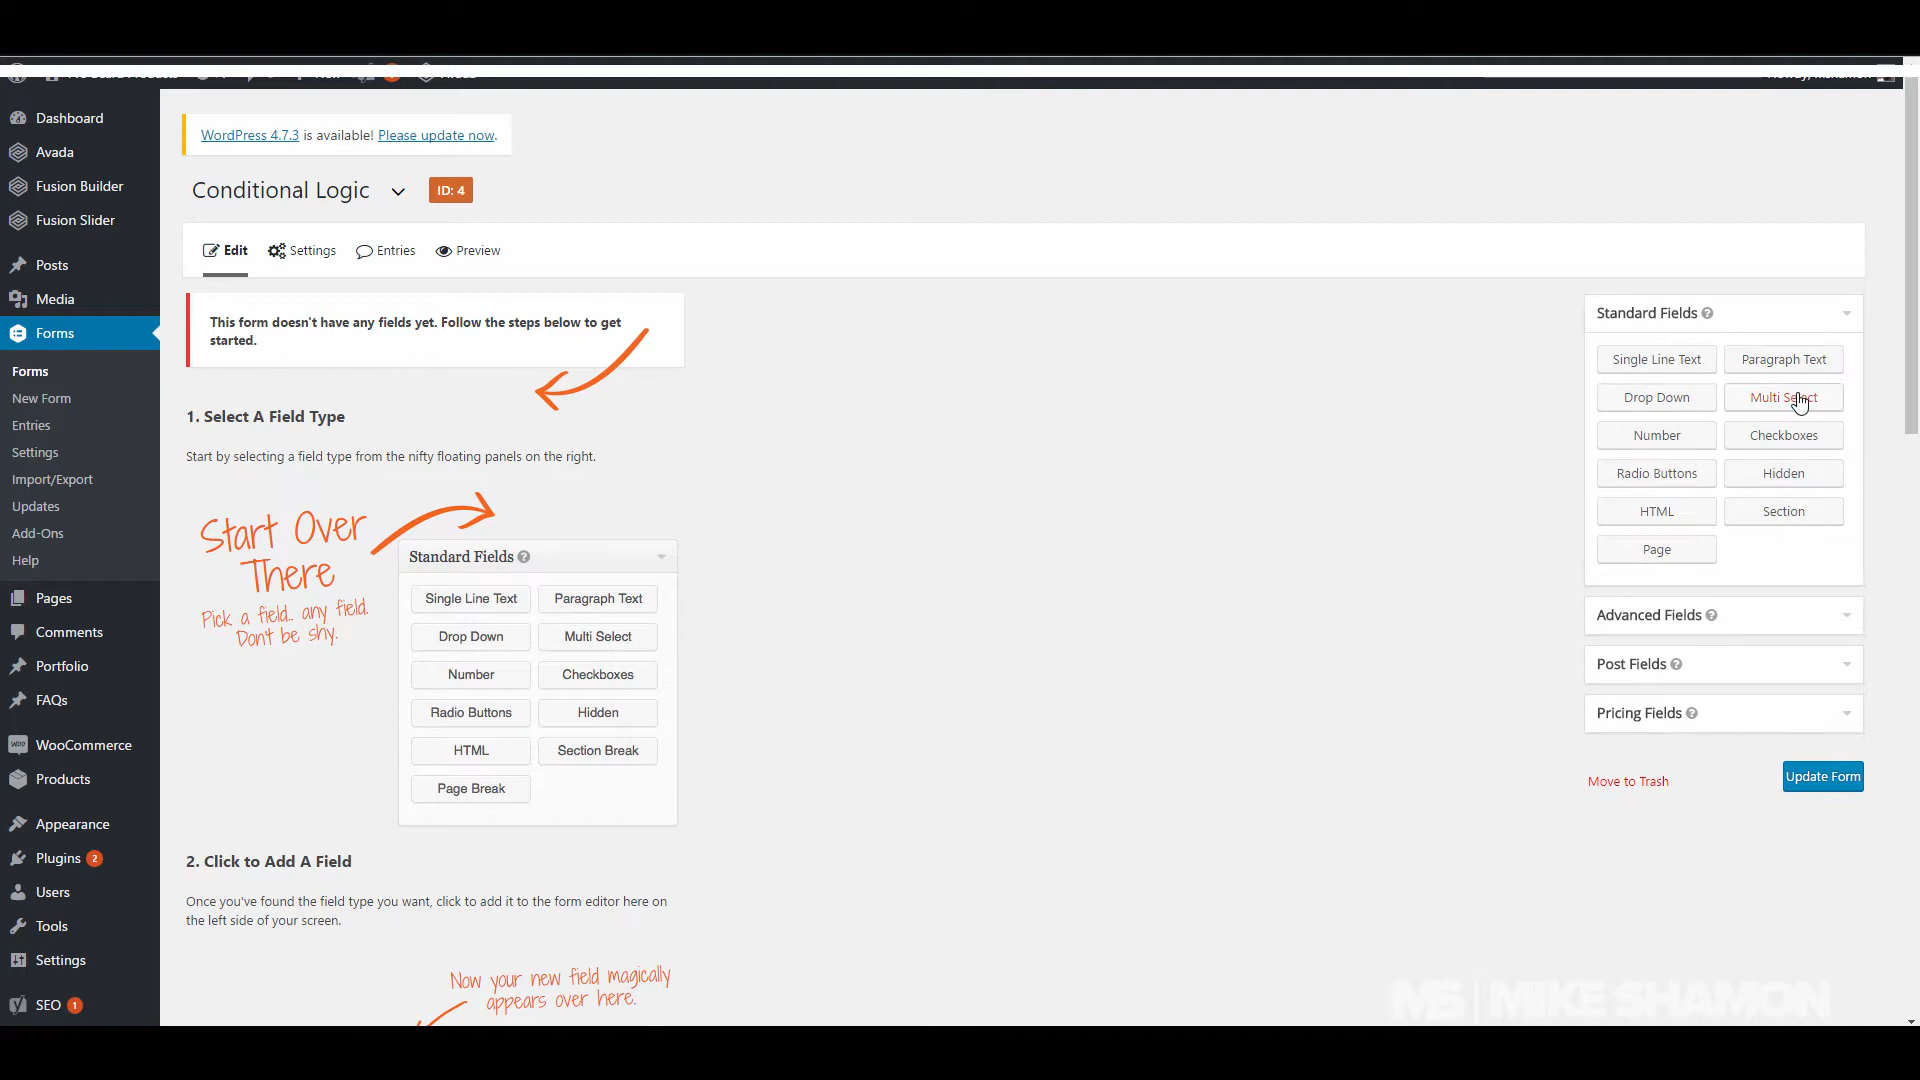 Dashboard
Avada
Fusion Builder
Fusion Slider
Posts
Media
Forms
Forms
New Form
Entries
Settings
Import/Export
Updates
Add-Ons
Help
Pages
Comments
Portfolio
FAQs
WooCommerce
Products
Appearance
Plugins 2
Users
Tools
Settings
SEO 1
WordPress 4.7.3 is available! Please update now.
Conditional Logic ID: 4
Edit Settings Entries Preview
This form doesn't have any fields yet. Follow the steps below to get
started.
1. Select A Field Type
Start by selecting a field type from the nifty floating panels on the right.
Start Over
There
Pick a field.. any field.
Don't be shy.
Standard Fields
Single Line Text Paragraph Text
Drop Down Multi Select
Number Checkboxes
Radio Buttons Hidden
HTML Section Break
Page Break
2. Click to Add A Field
Once you've found the field type you want, click to add it to the form editor here on
the left side of your screen.
Now your new field magically
appears over here.
Standard Fields
Single Line Text Paragraph Text
Drop Down Multi Select
Number Checkboxes
Radio Buttons Hidden
HTML Section
Page
Advanced Fields
Post Fields
Pricing Fields
Move to Trash Update Form
MS | MIKE SHAMON